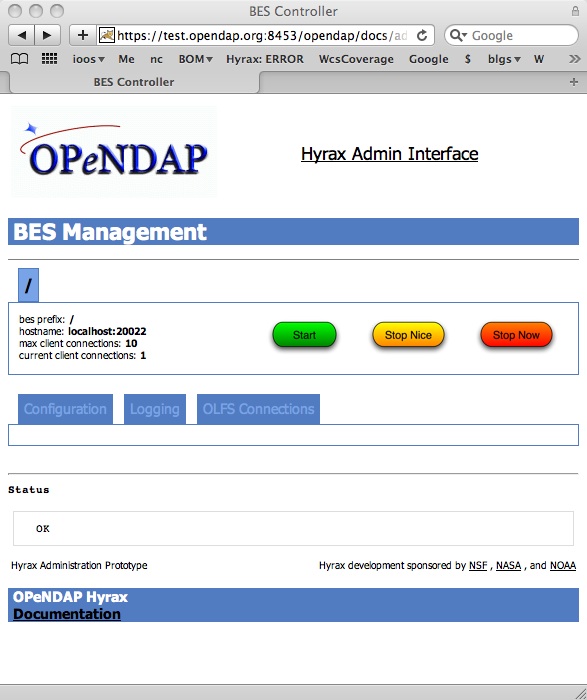 BES Controller
https://test.opendap.org:8453/opendap/docs/ad
Google
ioos Me nc BOM Hyrax: ERROR WcsCoverage Google $ blgs W »
BES Controller
OPeNDAP
Hyrax Admin Interface
BES Management
/
bes prefix: /
hostname: localhost:20022
max client connections: 10
current client connections: 1
Start Stop Nice Stop Now
Configuration Logging OLFS Connections
Status
OK
Hyrax Administration Prototype Hyrax development sponsored by NSF , NASA , and NOAA
OPeNDAP Hyrax
Documentation